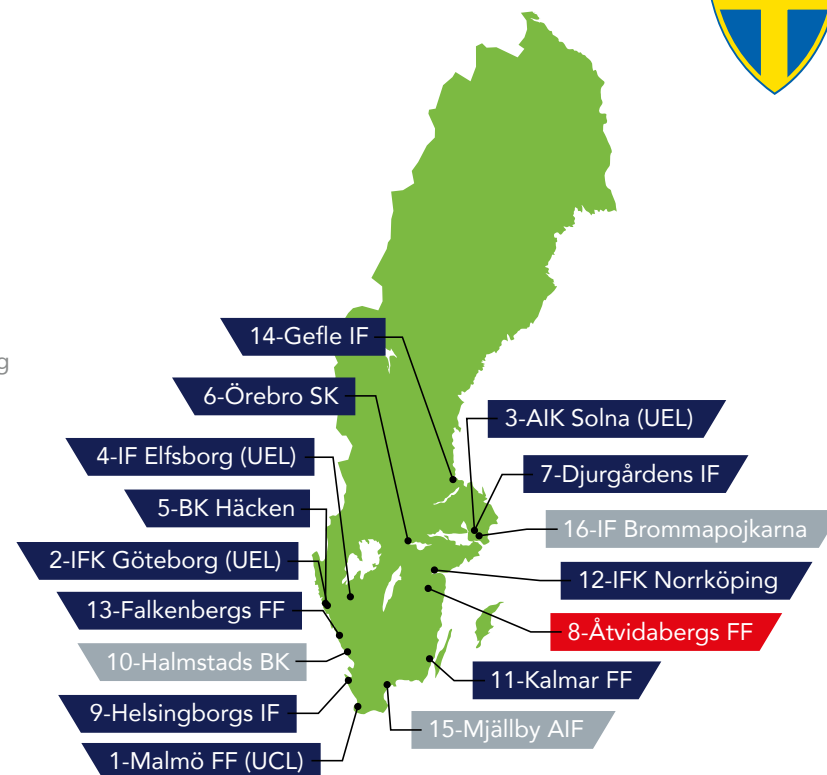 g
14-Gefle IF
6-Örebro SK
3-AIK Solna (UEL)
4-IF Elfsborg (UEL)
7-Djurgårdens IF
5-BK Häcken
16-IF Brommapojkarna
2-IFK Göteborg (UEL)
12-IFK Norrköping
13-Falkenbergs FF
8-Åtvidabergs FF
10-Halmstads BK
11-Kalmar FF
9-Helsingborgs IF
15-Mjällby AIF
1-Malmö FF (UCL)